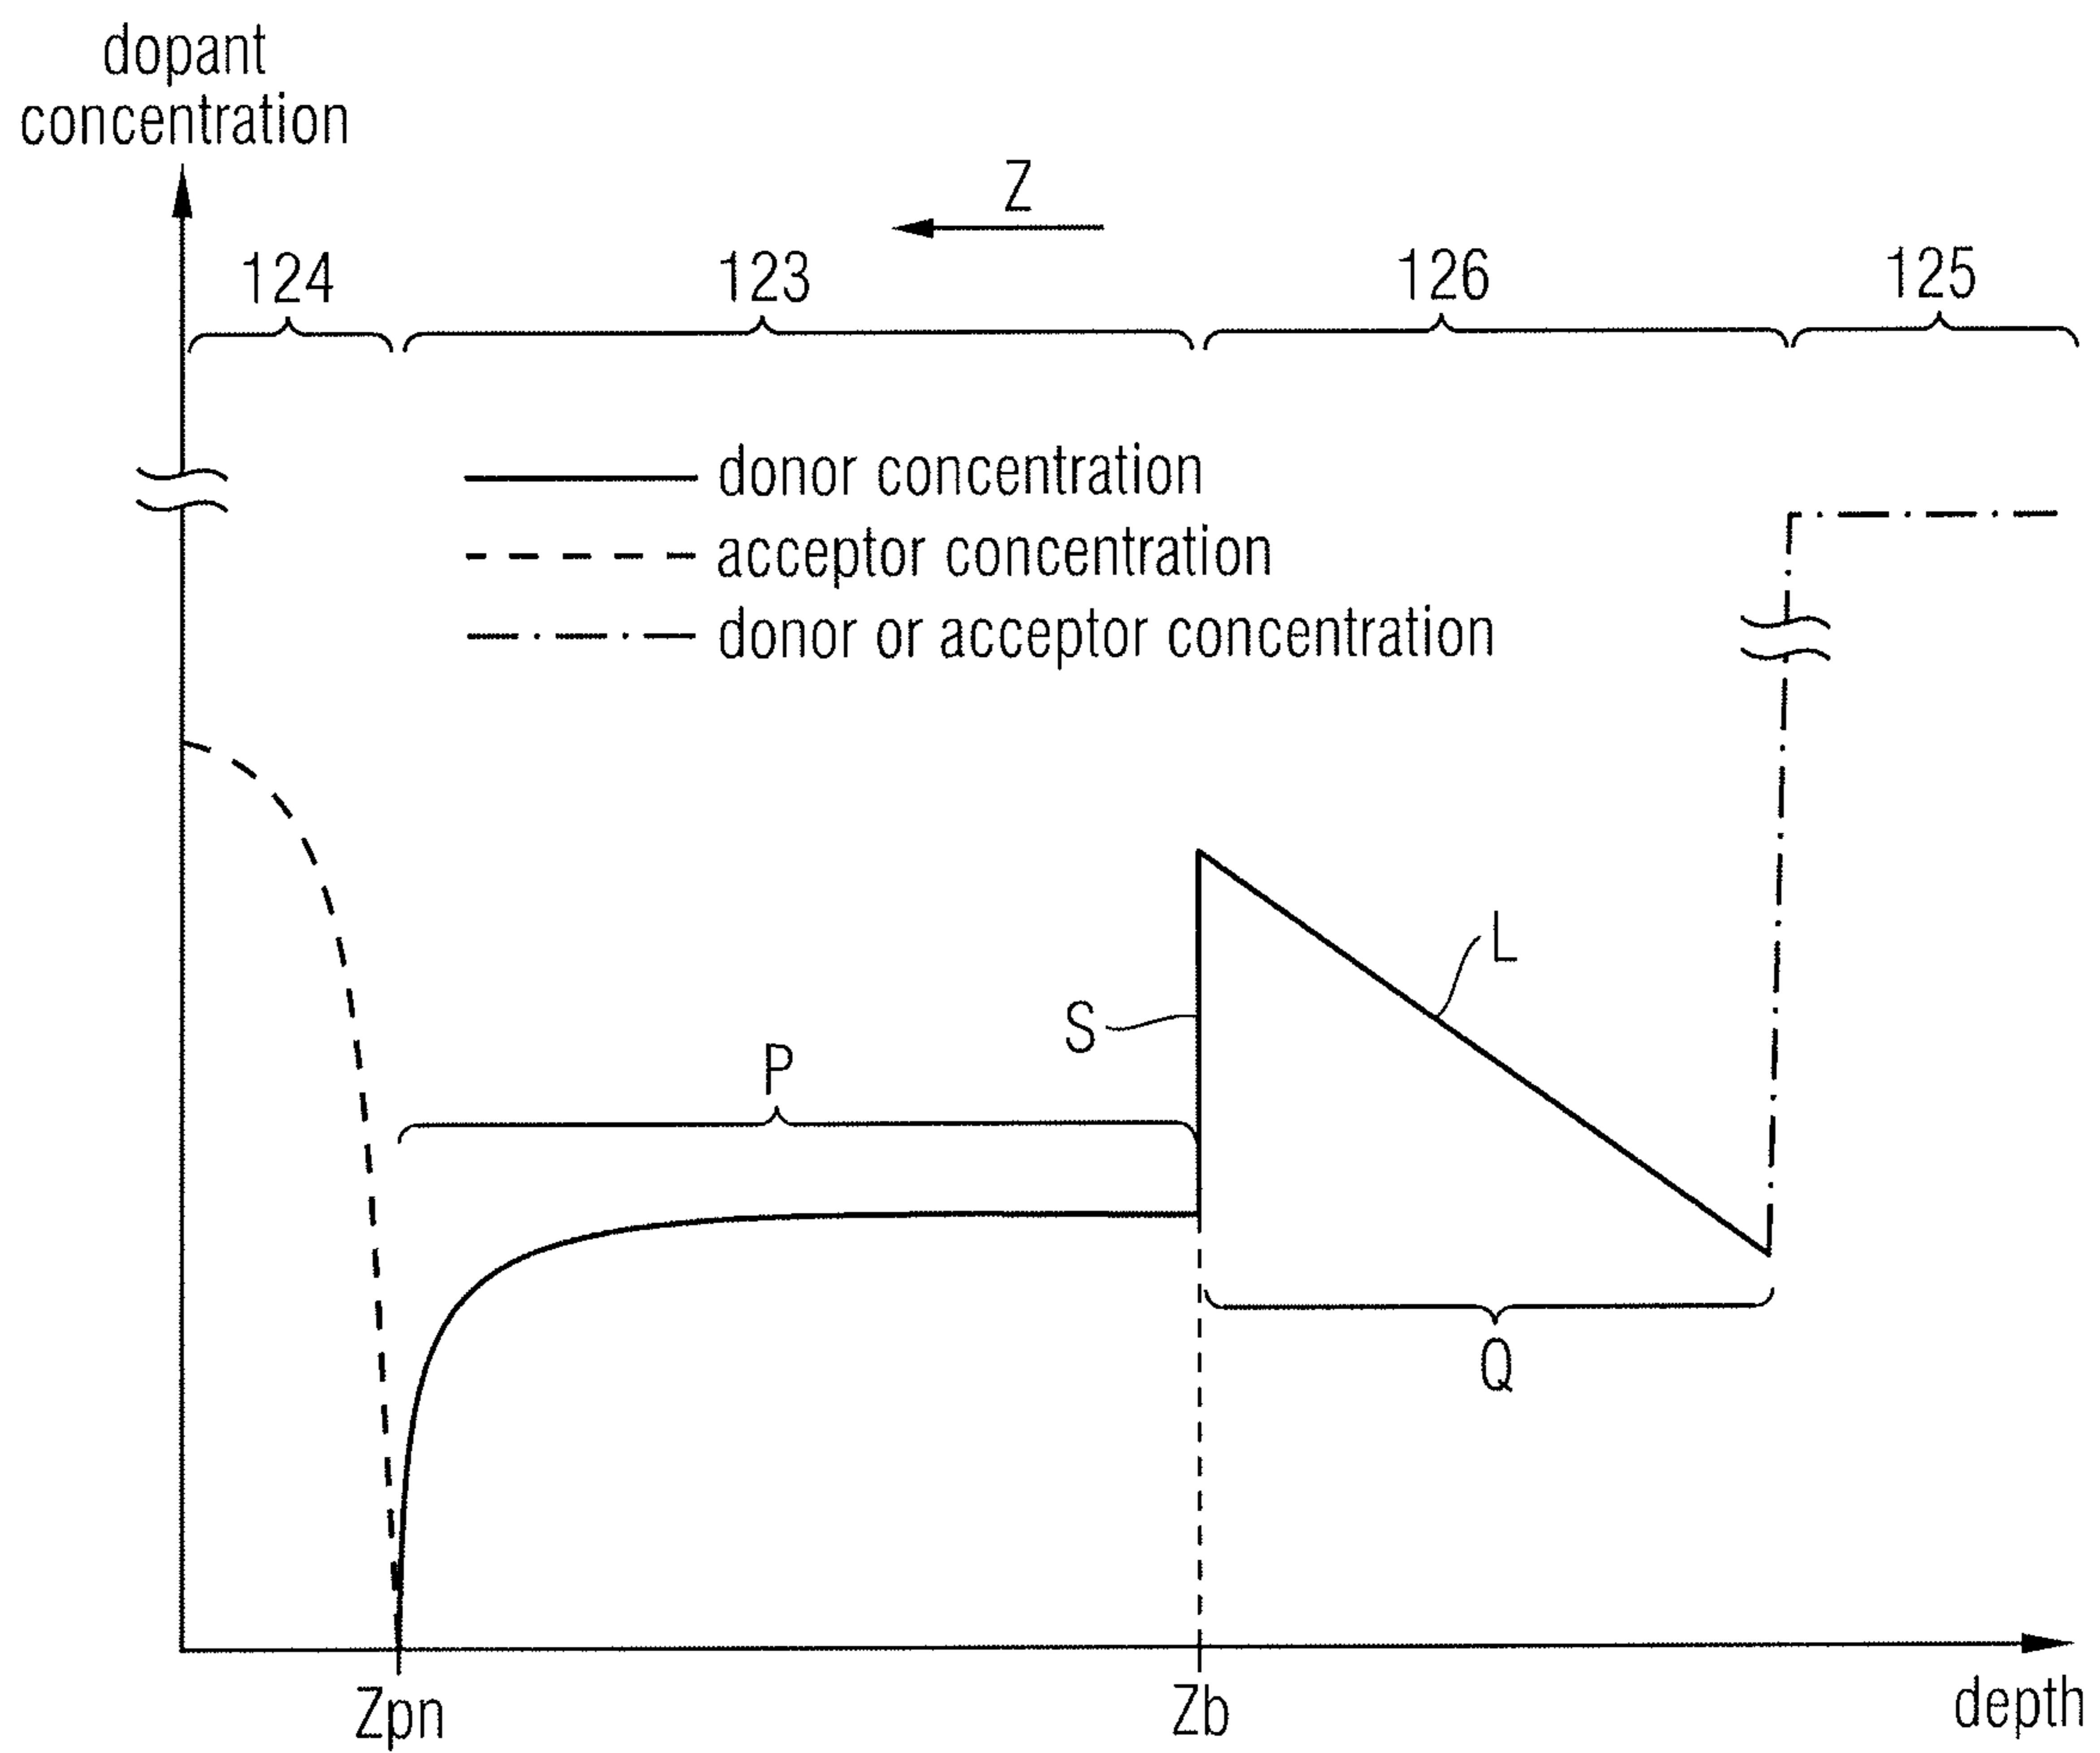 dopant
concentration
Z
124
123
126
125
donor concentration
acceptor concentration
donor or acceptor concentration
L
S
P
Q
Zpn
Zb
depth